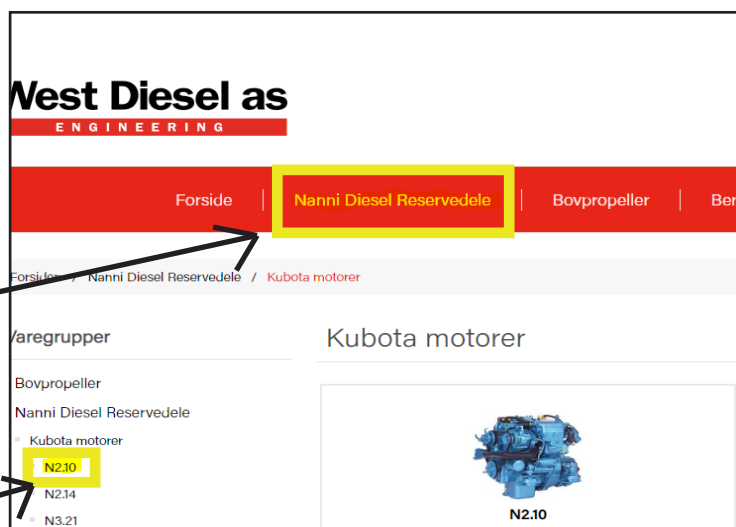 West Diesel as
ENGINEERING
Forside Nanni Diesel Reservedele Bovpropeller
Forsiden / Nanni Diesel Reservedele / Kubota motorer
Varegrupper
Kubota motorer
Bovpropeller
Nanni Diesel Reservedele
Kubota motorer
N2.10
N2.14
N3.21
N2.10